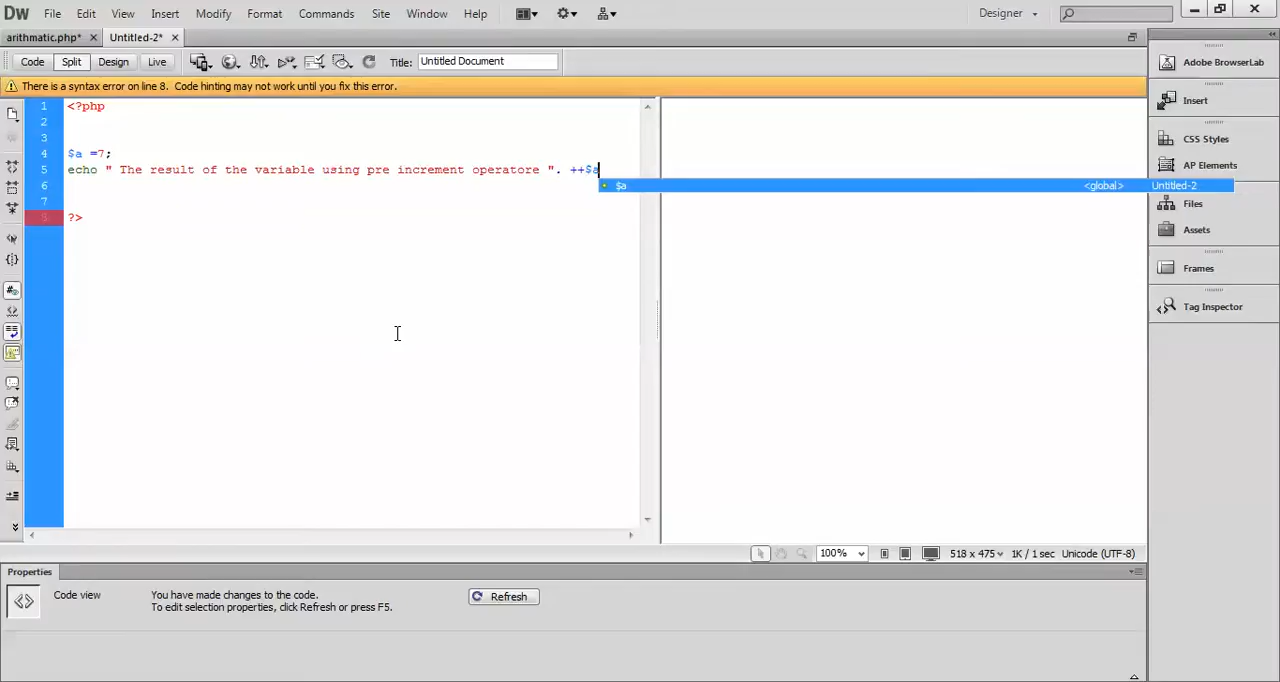 Dw File Edit View Insert Modify Format Commands Site Window Help Designer
arithmatic.php* Untitled-2*
Code Split Design Live Title: Untitled Document
There is a syntax error on line 8. Code hinting may not work until you fix this error.
1 <?php
2
3
4 $a =7;
5 echo " The result of the variable using pre increment operatore ". ++$a
$a <global> Untitled-2
6
7
8 ?>
Adobe BrowserLab
Insert
CSS Styles
AP Elements
Files
Assets
Frames
Tag Inspector
100% 518 x 475 1K / 1 sec Unicode (UTF-8)
Properties
Code view You have made changes to the code. Refresh
To edit selection properties, click Refresh or press F5.